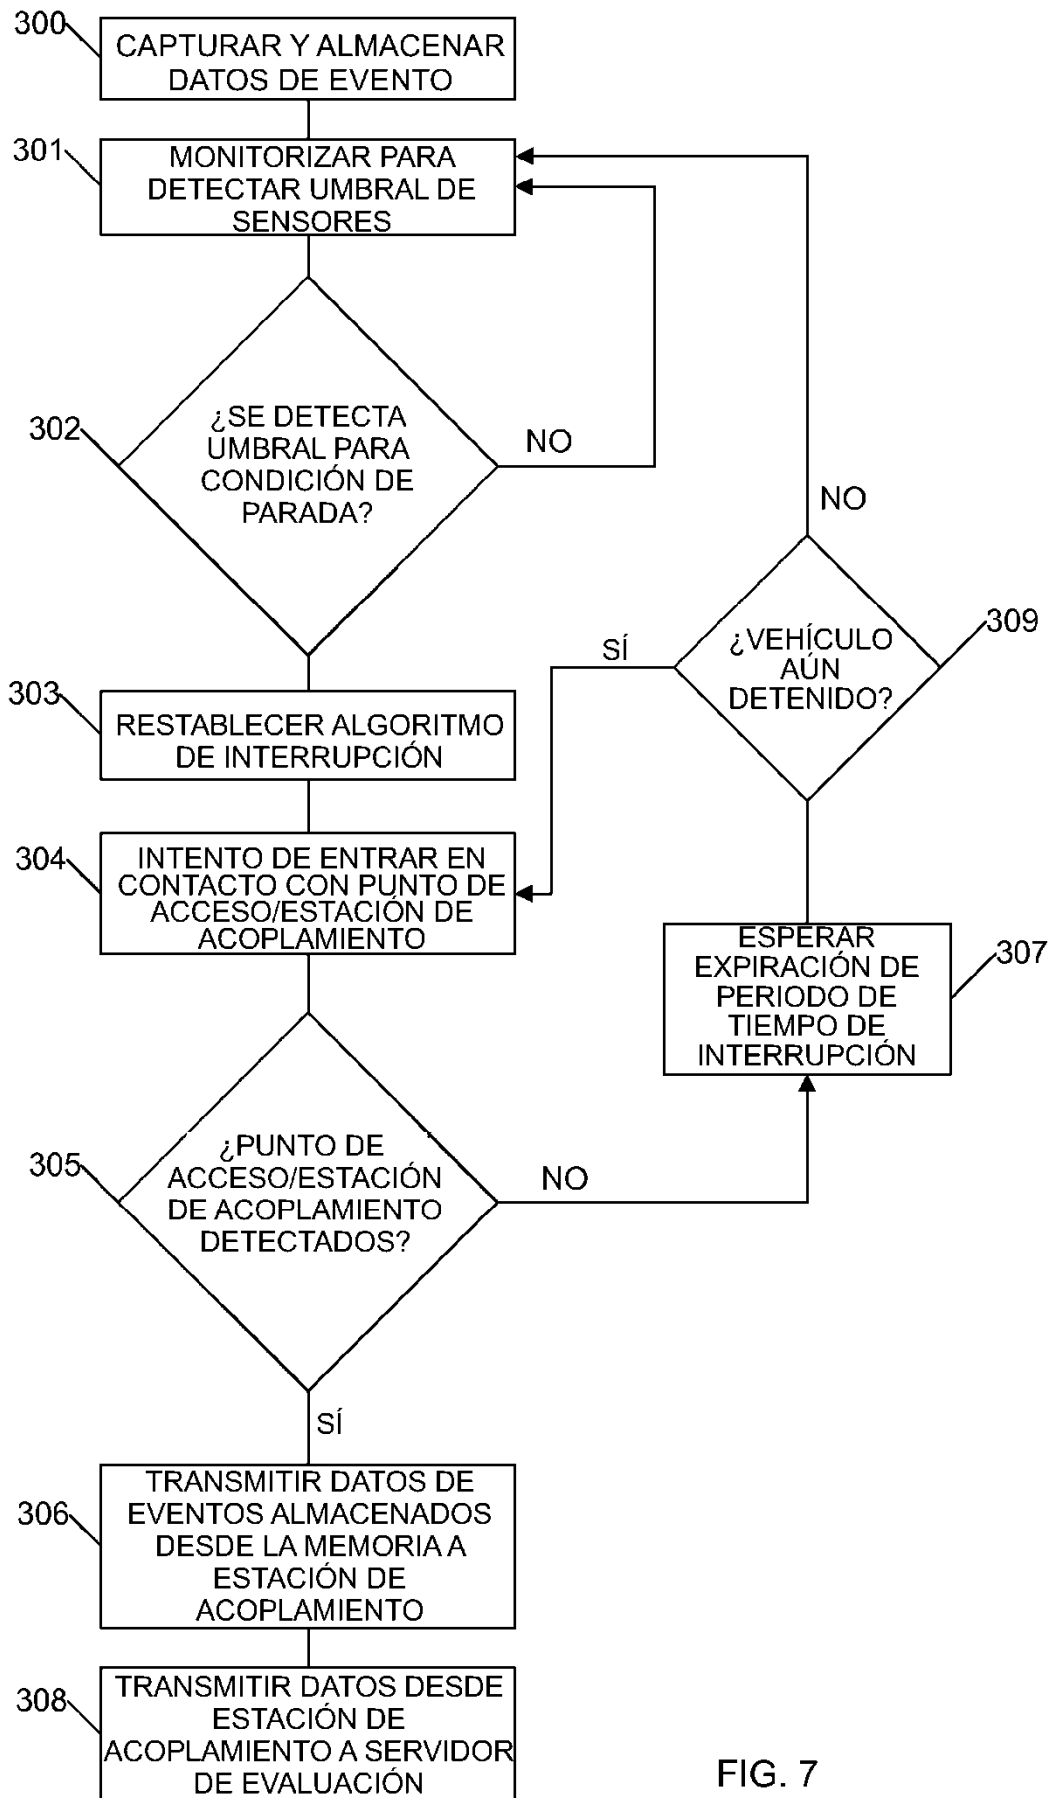 300
CAPTURAR Y ALMACENAR
DATOS DE EVENTO
301
MONITORIZAR PARA
DETECTAR UMBRAL DE
SENSORES
302
¿SE DETECTA
UMBRAL PARA
CONDICIÓN DE
PARADA?
NO
NO
309
¿VEHÍCULO
AÚN
DETENIDO?
SÍ
303
RESTABLECER ALGORITMO
DE INTERRUPCIÓN
304
INTENTO DE ENTRAR EN
CONTACTO CON PUNTO DE
ACCESO/ESTACIÓN DE
ACOPLAMIENTO
307
ESPERAR
EXPIRACIÓN DE
PERIODO DE
TIEMPO DE
INTERRUPCIÓN
305
¿PUNTO DE
ACCESO/ESTACIÓN
DE ACOPLAMIENTO
DETECTADOS?
NO
SÍ
306
TRANSMITIR DATOS DE
EVENTOS ALMACENADOS
DESDE LA MEMORIA A
ESTACIÓN DE
ACOPLAMIENTO
308
TRANSMITIR DATOS DESDE
ESTACIÓN DE
ACOPLAMIENTO A SERVIDOR
DE EVALUACIÓN
FIG. 7